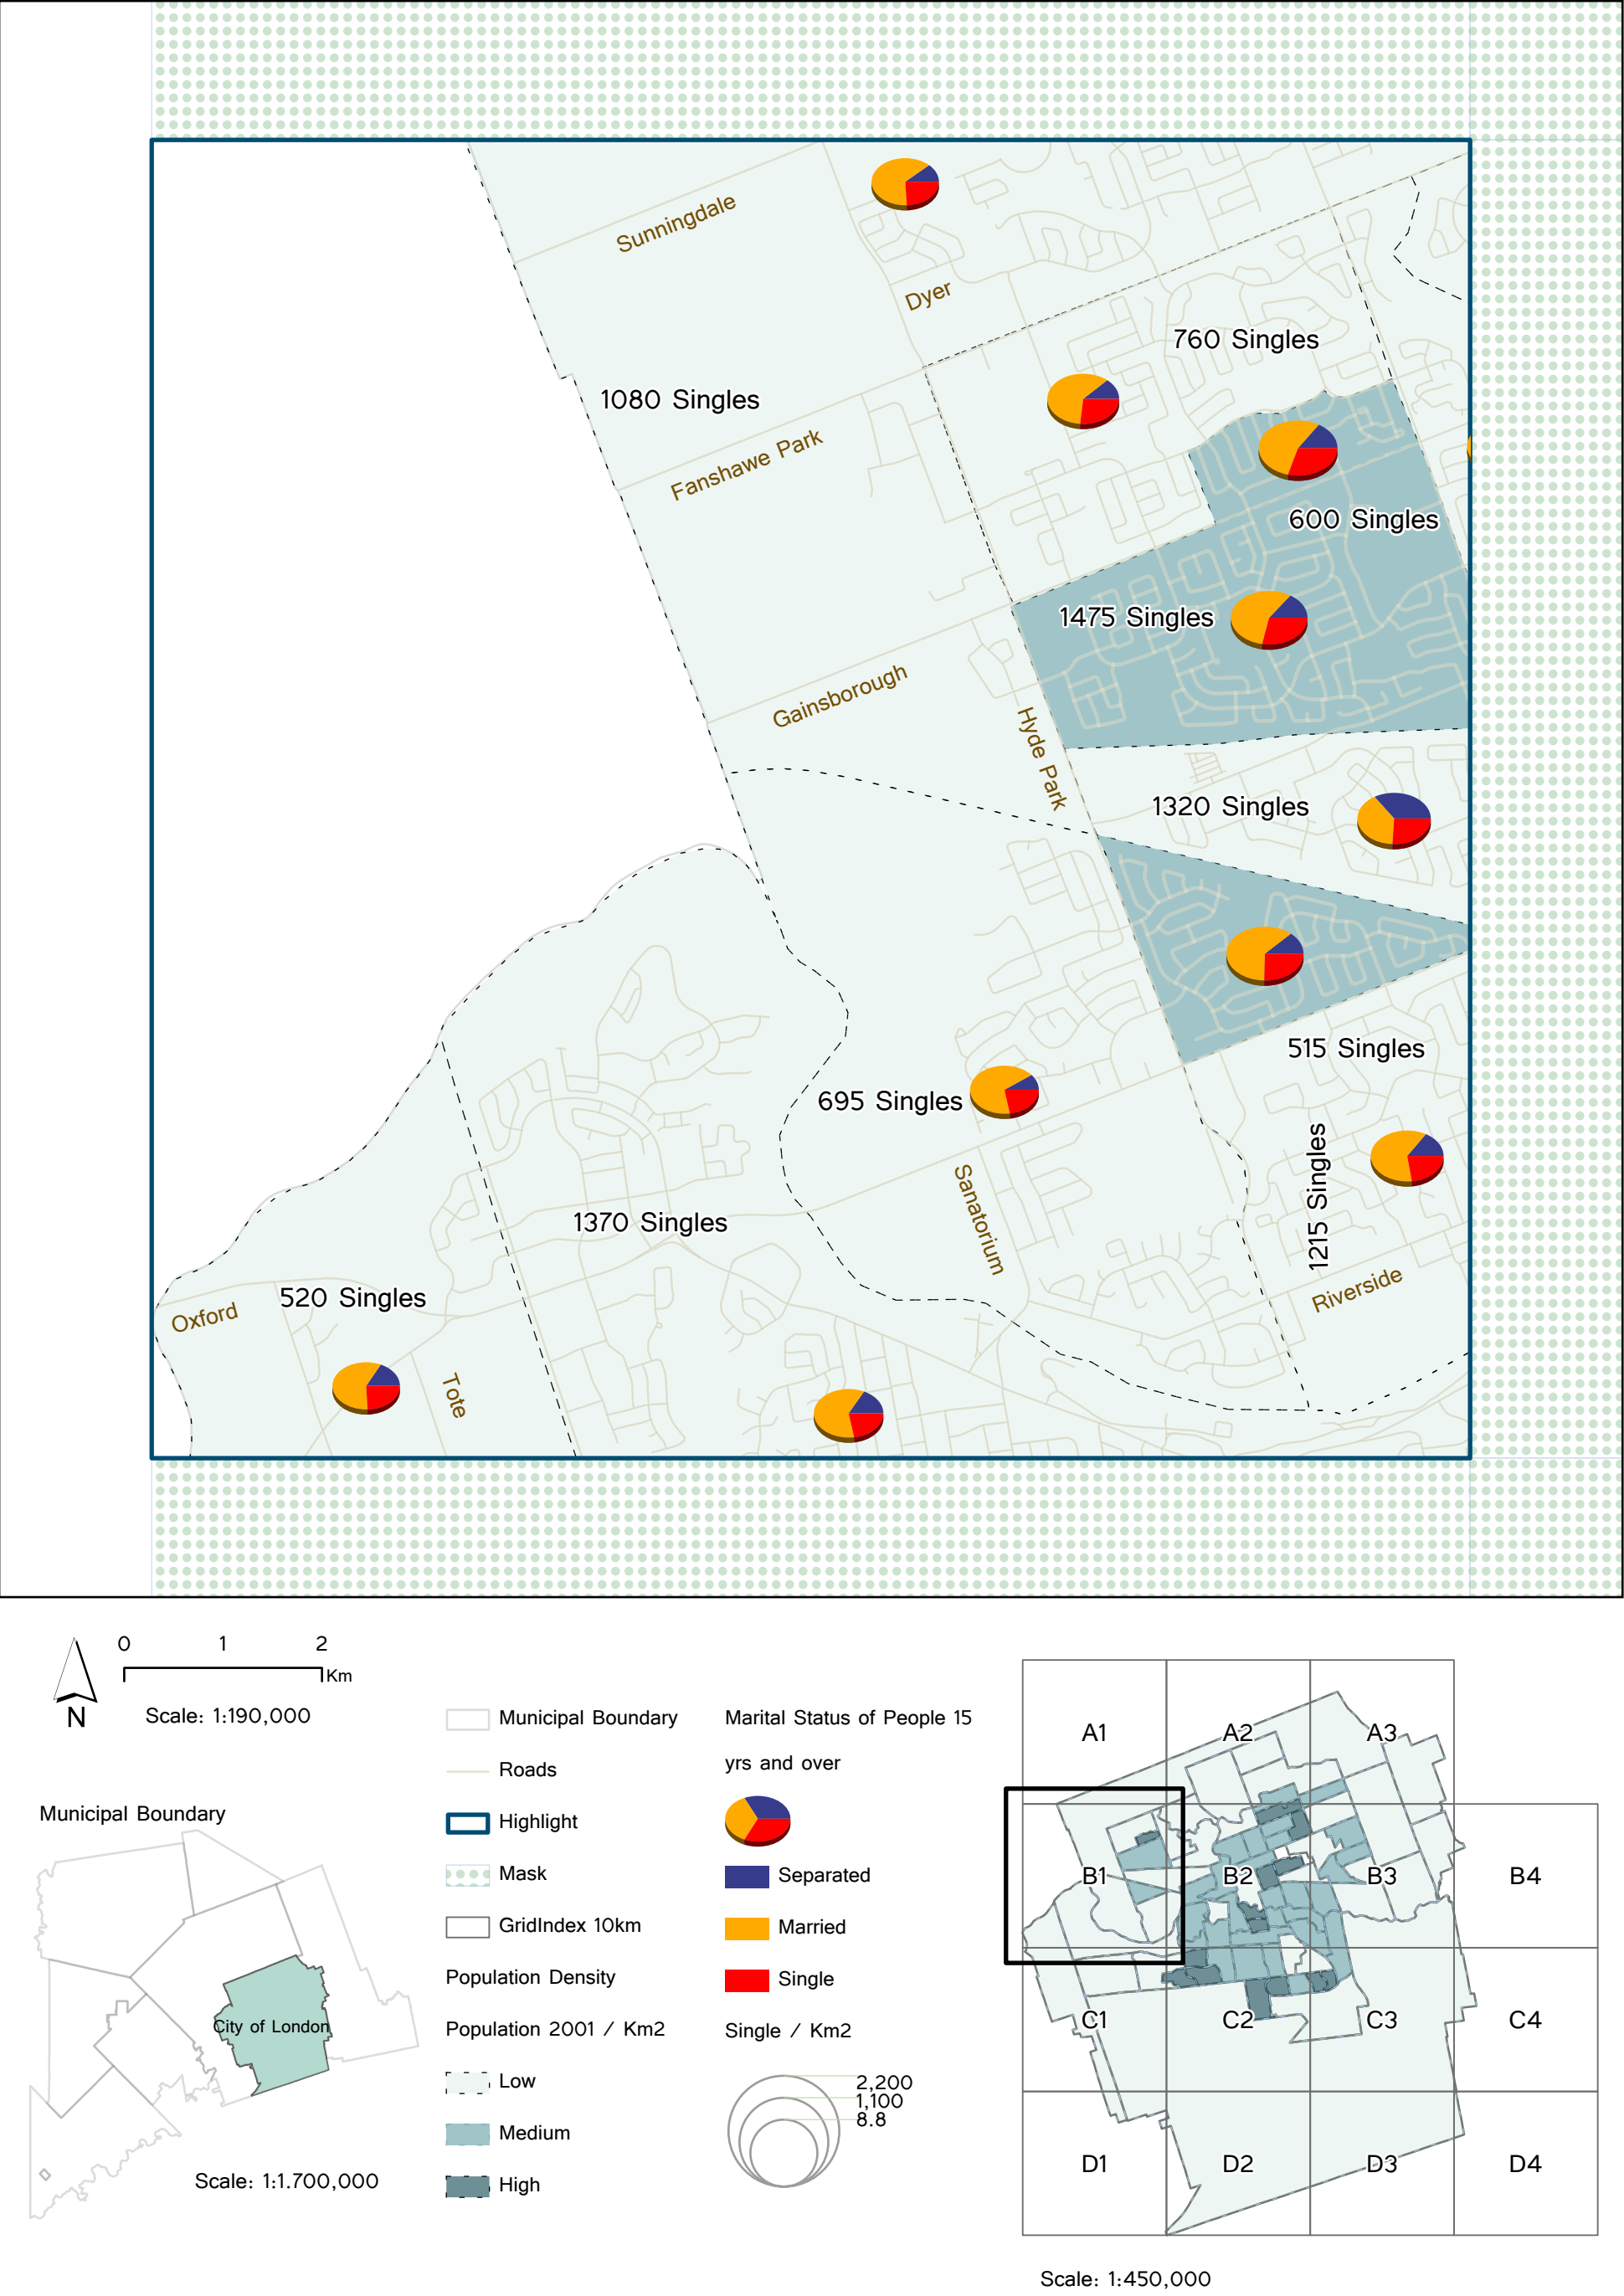 Sunningdale
Dyer
760 Singles
1080 Singles
Fanshawe Park
600 Singles
1475 Singles
Gainsborough
Hyde Park
1320 Singles
515 Singles
695 Singles
1215 Singles
Sanatorium
1370 Singles
Riverside
520 Singles
Oxford
Tote
0 1 2
Km
N
Scale: 1:190,000
Municipal Boundary
City of London
Scale: 1:1.700,000
Municipal Boundary
Roads
Highlight
Mask
GridIndex 10km
Population Density
Population 2001 / Km2
Low
Medium
High
Marital Status of People 15
yrs and over
Separated
Married
Single
Single / Km2
2,200
1,100
8.8
A1 A2 A3
B1 B2 B3 B4
C1 C2 C3 C4
D1 D2 D3 D4
Scale: 1:450,000